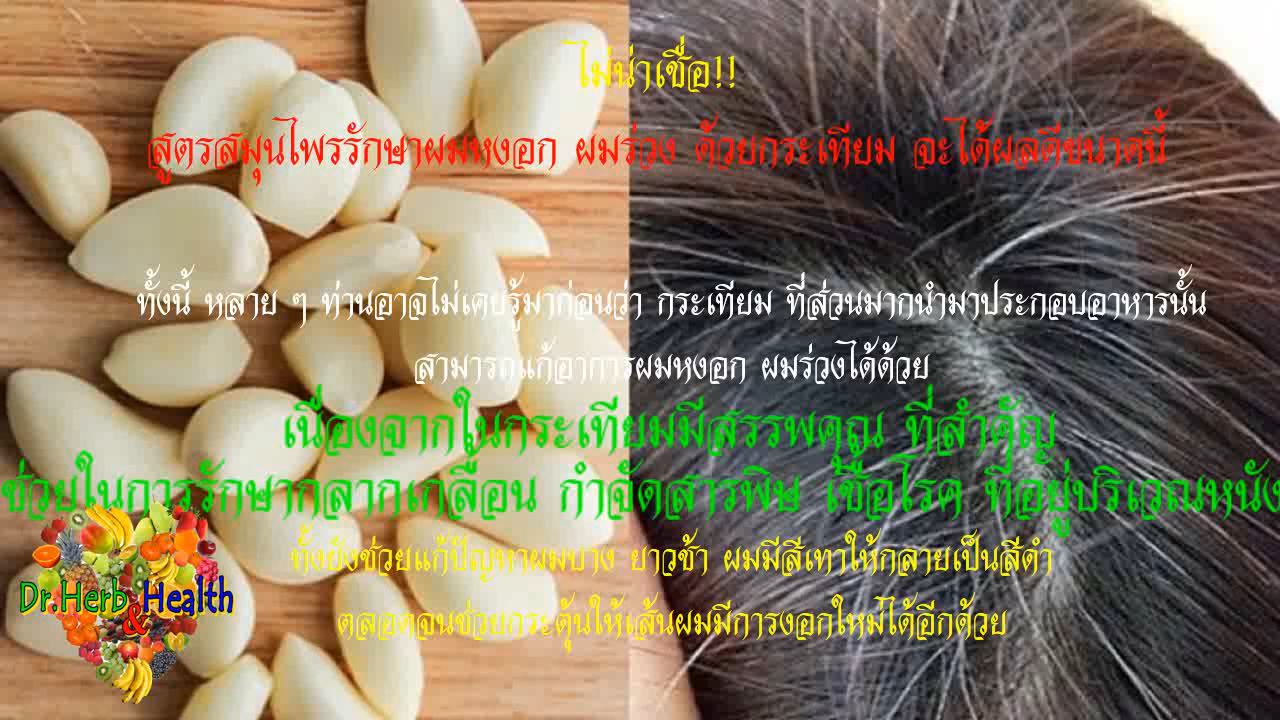 ไม่น่าเชื่อ!!
สูตรสมุนไพรรักษาผมหงอก ผมร่วง ด้วยกระเทียม จะได้ผลดีขนาดนี้
ทั้งนี้ หลาย ๆ ท่านอาจไม่เคยรู้มาก่อนว่า กระเทียม ที่ส่วนมากนำมาประกอบอาหารนั้น
สามารถแก้อาการผมหงอก ผมร่วงได้ด้วย
เนื่องจากในกระเทียมมีสรรพคุณ ที่สำคัญ
ช่วยในการรักษากลากเกลื้อน กำจัดสารพิษ เชื้อโรค ที่อยู่บริเวณหนัง
ทั้งยังช่วยแก้ปัญหาผมบาง ยาวช้า ผมมีสีเทาให้กลายเป็นสีดำ
ตลอดจนช่วยกระตุ้นให้เส้นผมมีการงอกใหม่ได้อีกด้วย
Dr.Herb & Health